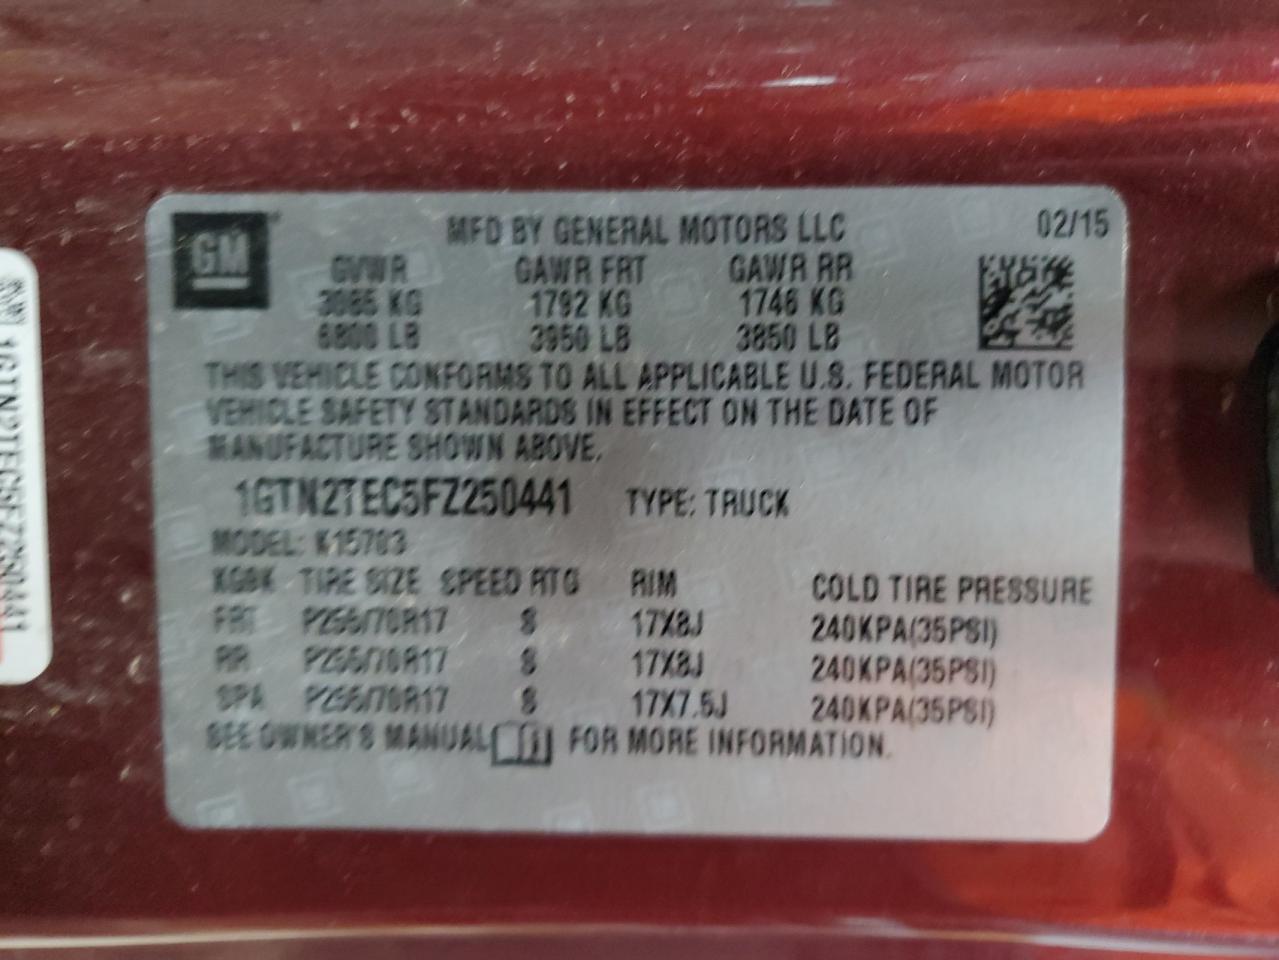 GM
MFD BY GENERAL MOTORS LLC 02/15
GVWR GAWR FRT GAWR RR
3085 KG 1792 KG 1746 KG
6800 LB 3950 LB 3850 LB
THIS VEHICLE CONFORMS TO ALL APPLICABLE U.S. FEDERAL MOTOR
VEHICLE SAFETY STANDARDS IN EFFECT ON THE DATE OF
MANUFACTURE SHOWN ABOVE.
1GTN2TEC5FZ250441 TYPE: TRUCK
MODEL: K15703
TIRE SIZE SPEED RTG RIM COLD TIRE PRESSURE
FRT P255/70R17 S 17X8J 240KPA(35PSI)
RR P255/70R17 S 17X8J 240KPA(35PSI)
SPA P255/70R17 S 17X7.5J 240KPA(35PSI)
SEE OWNER'S MANUAL FOR MORE INFORMATION.
1GTN2TEC5FZ250441